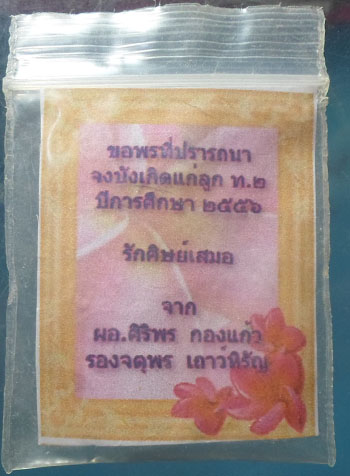 ขอพรที่ปรารถนา
จงบังเกิดแก่ลูก ท.๒
ปีการศึกษา ๒๕๕๖
รักศิษย์เสมอ
จาก
ผอ.ศิริพร กองแก้ว
รองจตุพร เถาว์หิรัญ